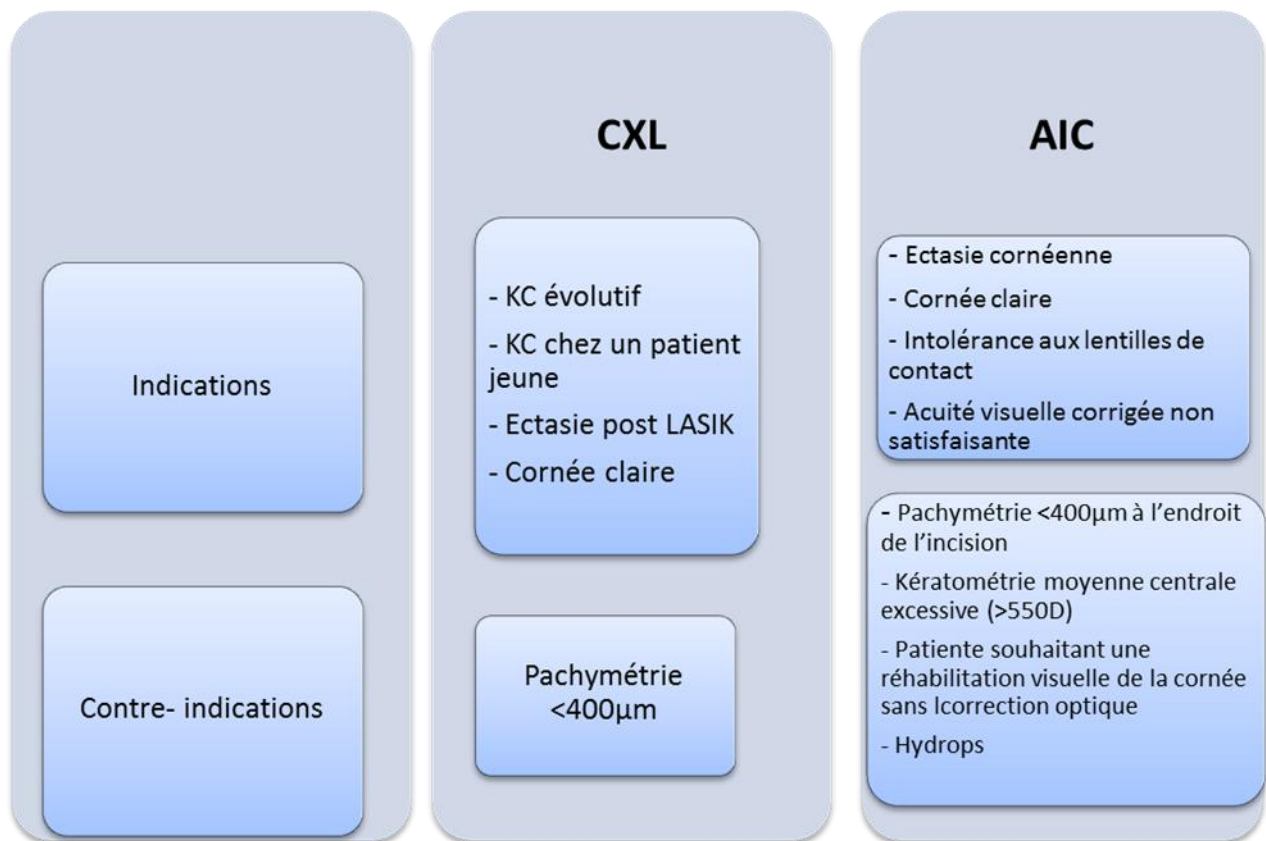 CXL
AIC
Indications
- KC évolutif
- KC chez un patient
jeune
- Ectasie post LASIK
- Cornée claire
- Ectasie cornéenne
- Cornée claire
- Intolérance aux lentilles de
contact
- Acuité visuelle corrigée non
satisfaisante
Contre- indications
Pachymétrie
<400µm
- Pachymétrie <400µm à l’endroit
de l’incision
- Kératométrie moyenne centrale
excessive (>550D)
- Patiente souhaitant une
réhabilitation visuelle de la cornée
sans lcorrection optique
- Hydrops